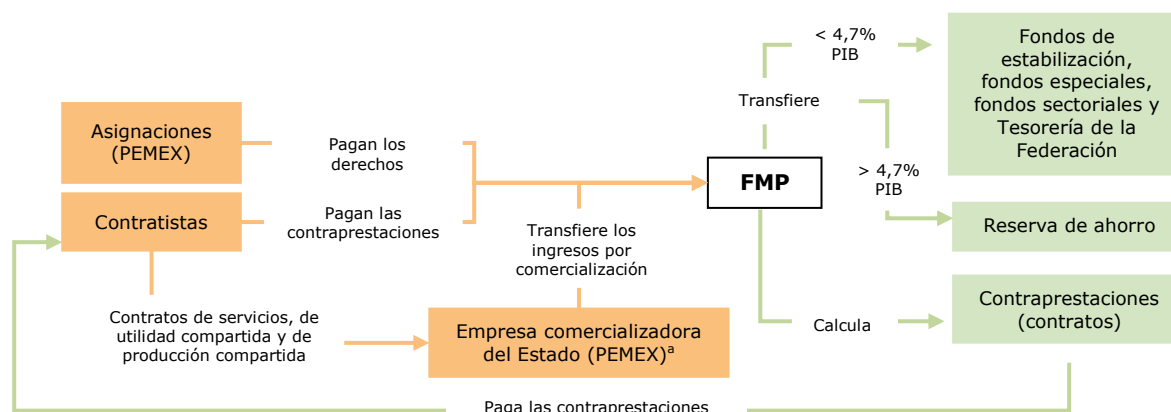 Asignaciones
(PEMEX)
Contratistas
Pagan los
derechos
Pagan las
contraprestaciones
Transfiere los
ingresos por
comercialización
Contratos de servicios, de
utilidad compartida y de
producción compartida
Empresa comercializadora
del Estado (PEMEX)ª
FMP
Transfiere
< 4,7%
PIB
> 4,7%
PIB
Calcula
Fondos de
estabilización,
fondos especiales,
fondos sectoriales y
Tesorería de la
Federación
Reserva de ahorro
Contraprestaciones
(contratos)
Paga las contraprestaciones